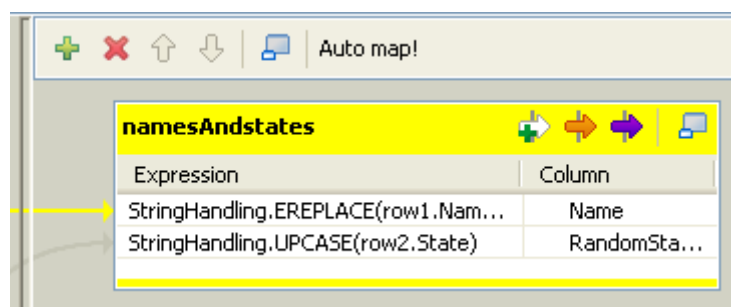 Auto map!
namesAndstates
Expression Column
StringHandling.EREPLACE(row1.Nam... Name
StringHandling.UPCASE(row2.State) RandomSta...